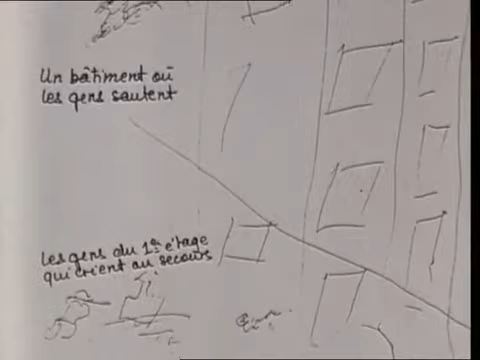 Un bâtiment où
les gens sautent
les gens du 1er étage
qui crient au secours